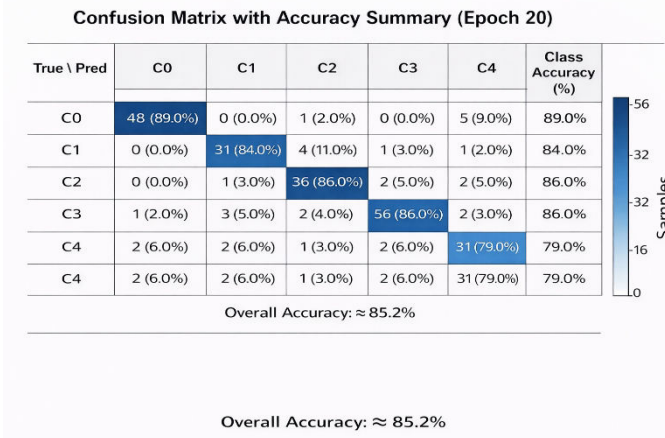 Confusion Matrix with Accuracy Summary (Epoch 20)
True \ Pred C0 C1 C2 C3 C4 Class Accuracy (%)
C0 48 (89.0%) 0 (0.0%) 1 (2.0%) 0 (0.0%) 5 (9.0%) 89.0%
C1 0 (0.0%) 31 (84.0%) 4 (11.0%) 1 (3.0%) 1 (2.0%) 84.0%
C2 0 (0.0%) 1 (3.0%) 36 (86.0%) 2 (5.0%) 2 (5.0%) 86.0%
C3 1 (2.0%) 3 (5.0%) 2 (4.0%) 56 (86.0%) 2 (3.0%) 86.0%
C4 2 (6.0%) 2 (6.0%) 1 (3.0%) 2 (6.0%) 31 (79.0%) 79.0%
C4 2 (6.0%) 2 (6.0%) 1 (3.0%) 2 (6.0%) 31 (79.0%) 79.0%
Overall Accuracy: ≈ 85.2%
56
32
32
16
0
Samples
Overall Accuracy: ≈ 85.2%